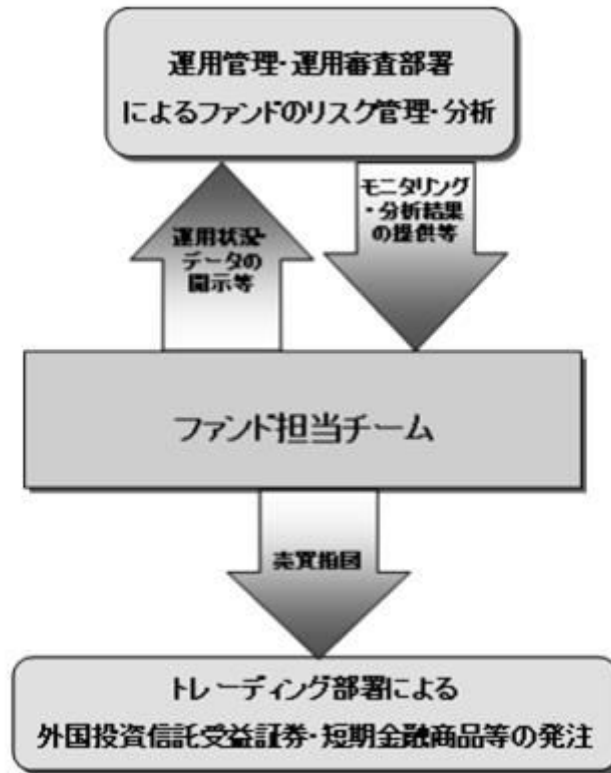 運用管理・運用審査部署
によるファンドのリスク管理・分析
モニタリング
・分析結果
の提供等
運用状況・
データの
開示等
ファンド担当チーム
売買指図
トレーディング部署による
外国投資信託受益証券・短期金融商品等の発注